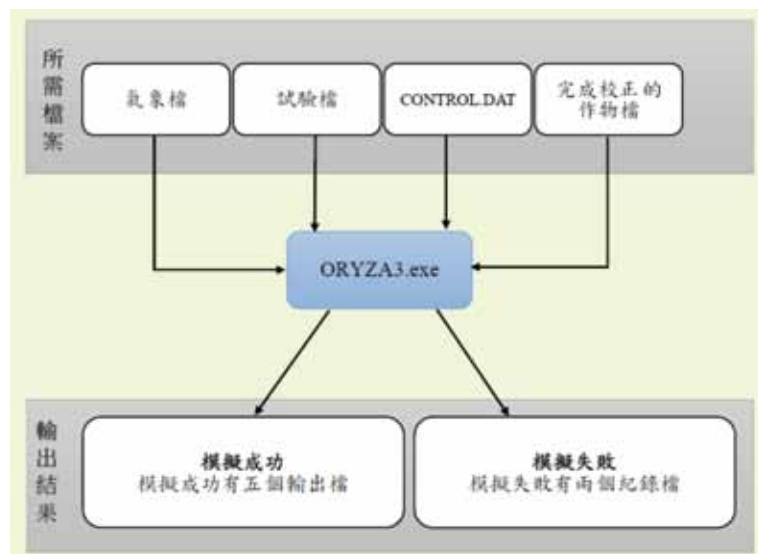 所需檔案
氣象檔
試驗檔
CONTROL.DAT
完成校正的
作物檔
ORYZA3.exe
輸出結果
模擬成功
模擬成功有五個輸出檔
模擬失敗
模擬失敗有兩個紀錄檔